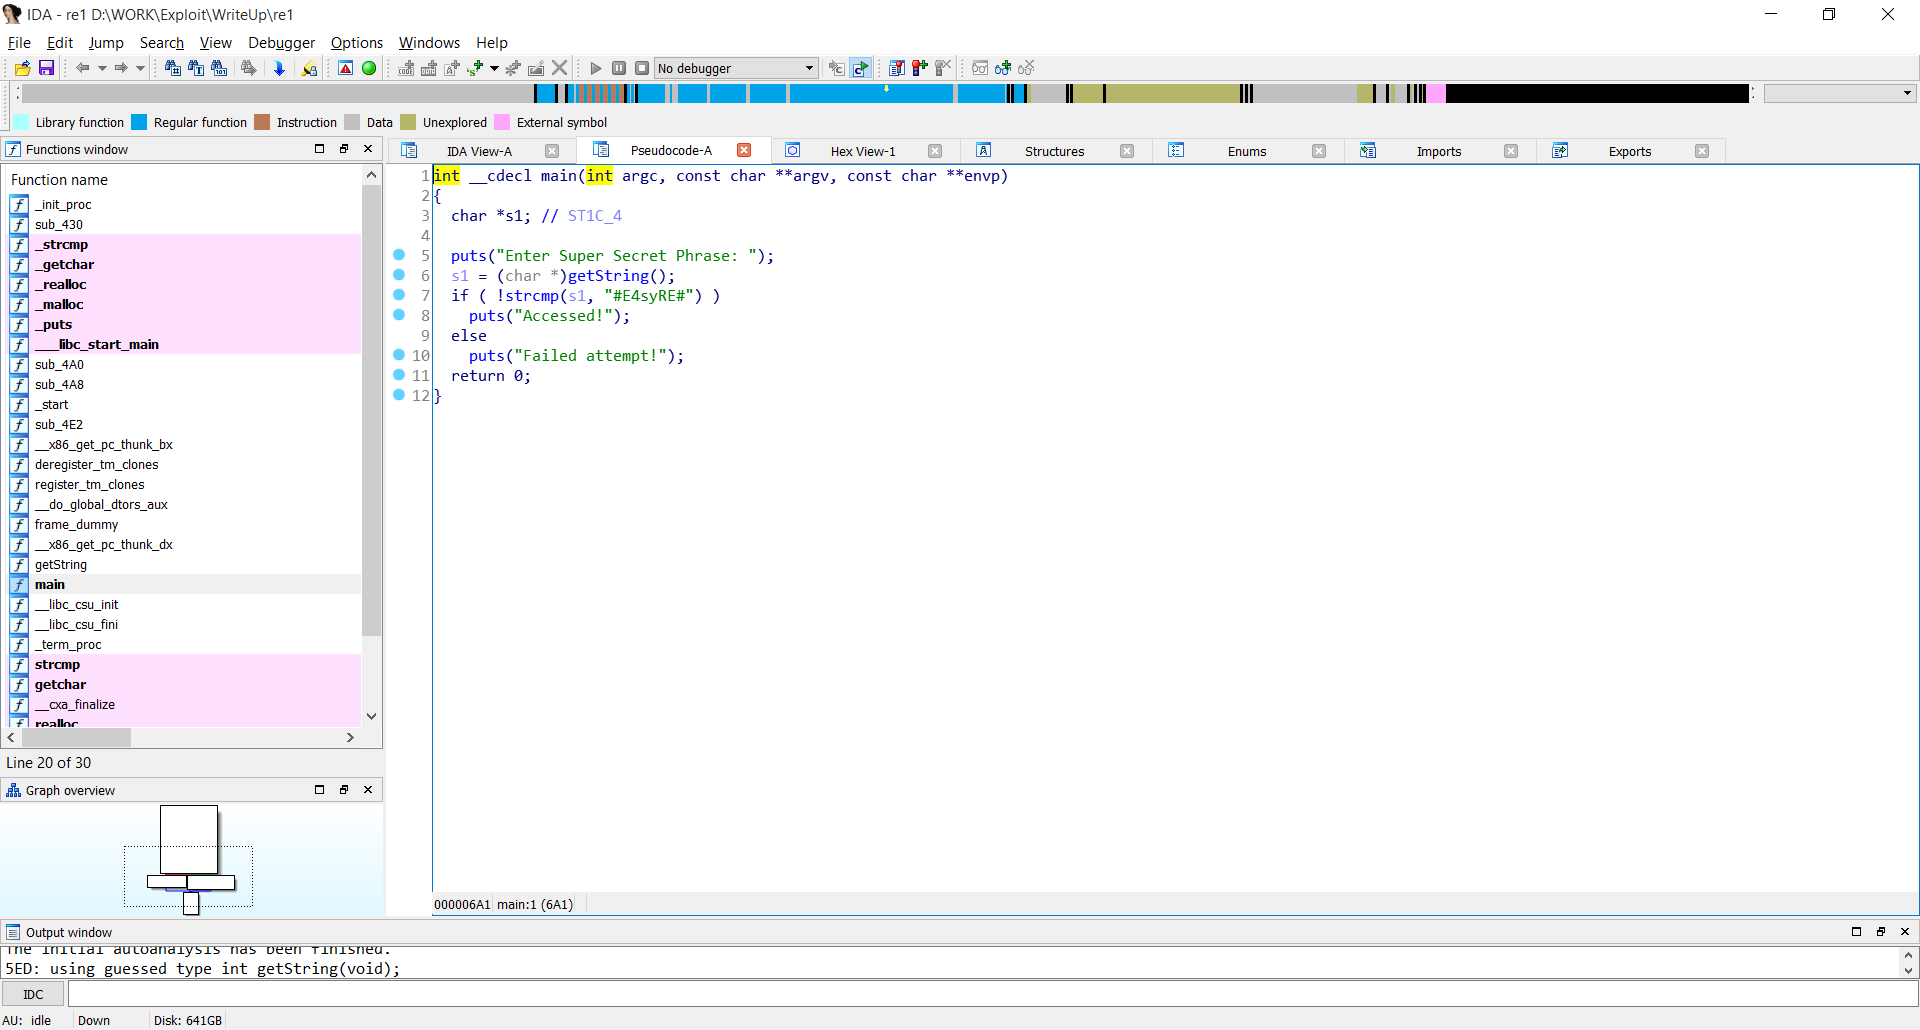 IDA - re1 D:\WORK\Exploit\WriteUp\re1
File Edit Jump Search View Debugger Options Windows Help
No debugger
Library function Regular function Instruction Data Unexplored External symbol
Functions window
IDA View-A Pseudocode-A Hex View-1 Structures Enums Imports Exports
Function name
_init_proc
sub_430
_strcmp
_getchar
_realloc
_malloc
_puts
___libc_start_main
sub_4A0
sub_4A8
_start
sub_4E2
__x86_get_pc_thunk_bx
deregister_tm_clones
register_tm_clones
__do_global_dtors_aux
frame_dummy
__x86_get_pc_thunk_dx
getString
main
__libc_csu_init
__libc_csu_fini
_term_proc
strcmp
getchar
__cxa_finalize
realloc
Line 20 of 30
Graph overview
1 int __cdecl main(int argc, const char **argv, const char **envp)
2 {
3 char *s1; // ST1C_4
4
5 puts("Enter Super Secret Phrase: ");
6 s1 = (char *)getString();
7 if ( !strcmp(s1, "#E4syRE#") )
8 puts("Accessed!");
9 else
10 puts("Failed attempt!");
11 return 0;
12 }
000006A1 main:1 (6A1)
Output window
The initial autoanalysis has been finished.
5ED: using guessed type int getString(void);
IDC
AU: idle Down Disk: 641GB